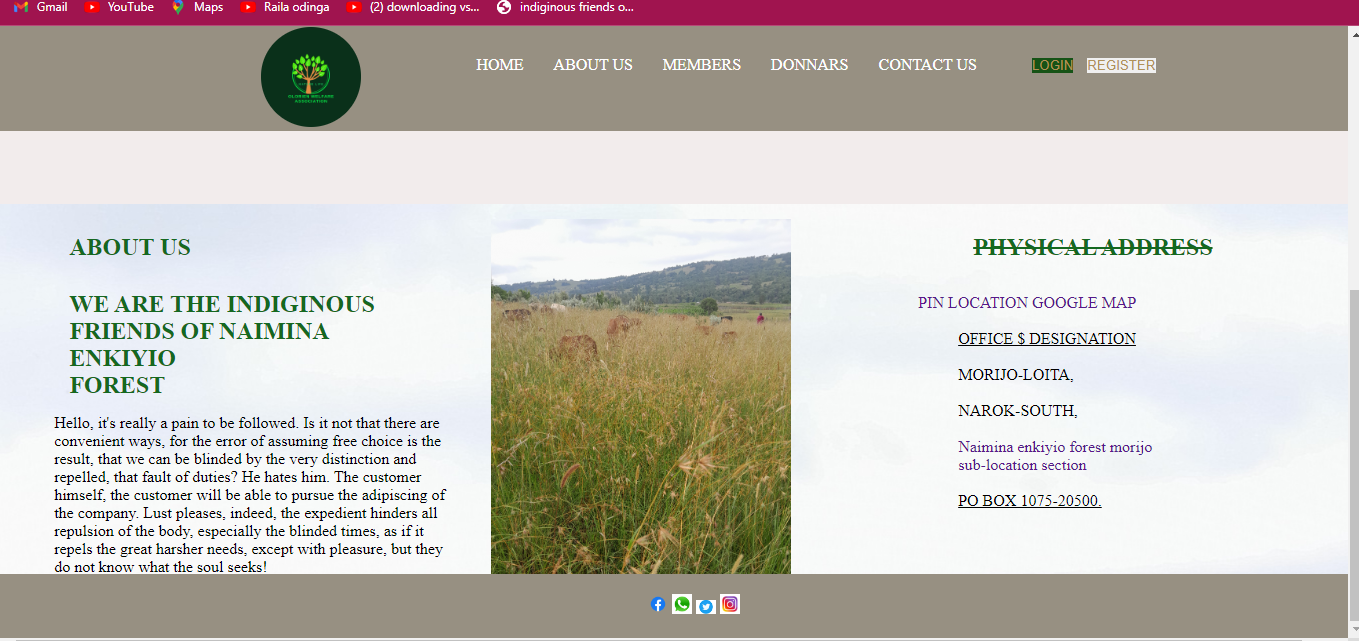 Gmail YouTube Maps Raila odinga (2) downloading vs... indiginous friends o...
HOME ABOUT US MEMBERS DONNARS CONTACT US LOGIN REGISTER
ABOUT US
WE ARE THE INDIGINOUS
FRIENDS OF NAIMINA
ENKIYIO
FOREST
Hello, it's really a pain to be followed. Is it not that there are
convenient ways, for the error of assuming free choice is the
result, that we can be blinded by the very distinction and
repelled, that fault of duties? He hates him. The customer
himself, the customer will be able to pursue the adipiscing of
the company. Lust pleases, indeed, the expedient hinders all
repulsion of the body, especially the blinded times, as if it
repels the great harsher needs, except with pleasure, but they
do not know what the soul seeks!
PHYSICAL ADDRESS
PIN LOCATION GOOGLE MAP
OFFICE $ DESIGNATION
MORIJO-LOITA,
NAROK-SOUTH,
Naimina enkiyio forest morijo
sub-location section
PO BOX 1075-20500.